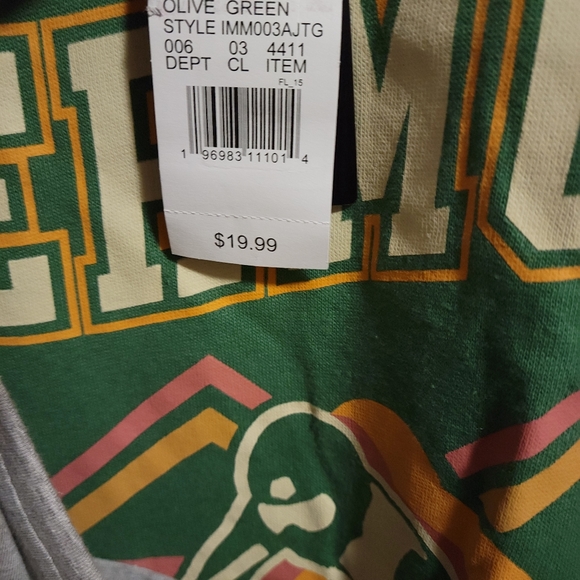 OLIVE GREEN
STYLE IMM003AJTG
006 03 4411
DEPT CL ITEM
FL_15
1 96983 11101 4
$19.99